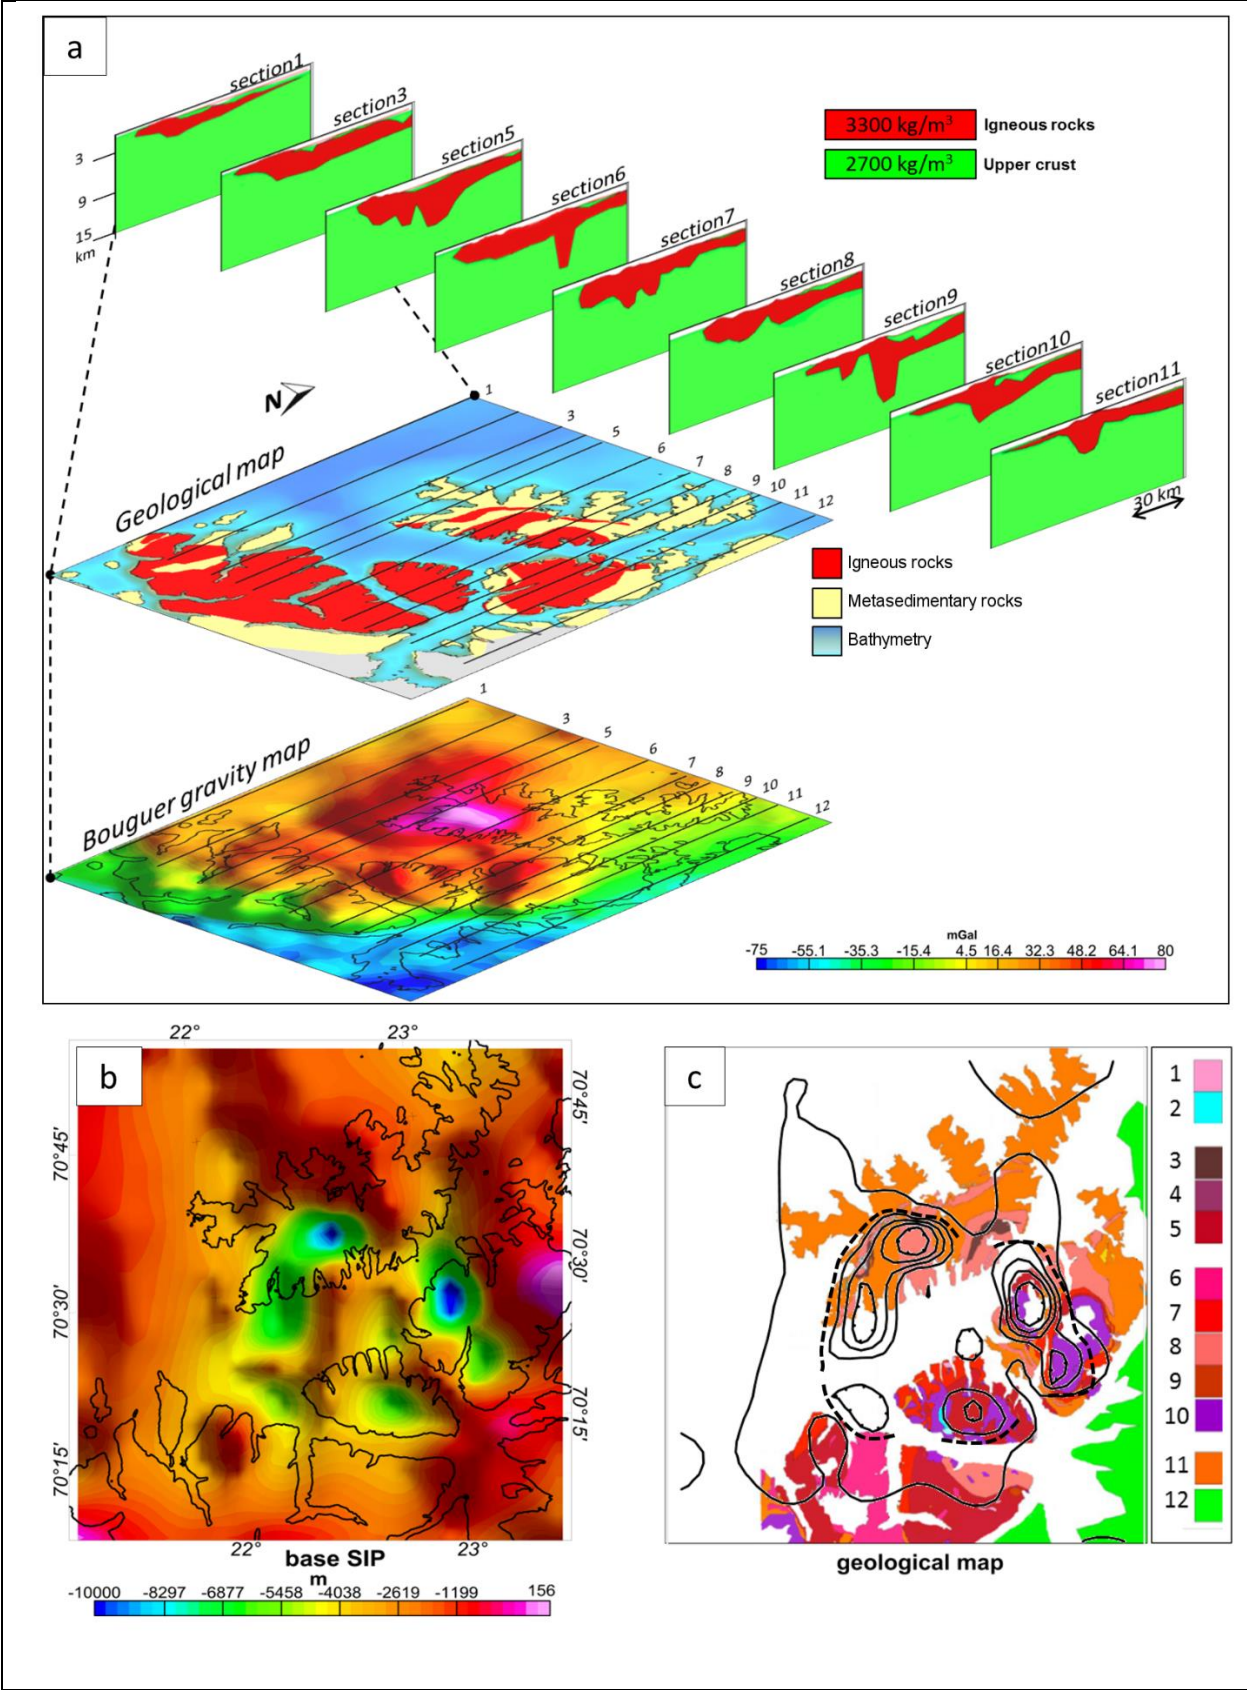 a
section1
section3
section5
section6
section7
section8
section9
section10
section11
3
9
15
km
3300 kg/m³ Igneous rocks
2700 kg/m³ Upper crust
30 km
N
Geological map
1
3
5
6
7
8
9
10
11
12
Igneous rocks
Metasedimentary rocks
Bathymetry
Bouguer gravity map
1
3
5
6
7
8
9
10
11
12
mGal
-75 -55.1 -35.3 -15.4 4.5 16.4 32.3 48.2 64.1 80
b
22° 23°
70°45' 70°45'
70°30' 70°30'
70°15' 70°15'
22° 23°
base SIP
m
-10000 -8297 -6877 -5458 -4038 -2619 -1199 156
c
geological map
1
2
3
4
5
6
7
8
9
10
11
12